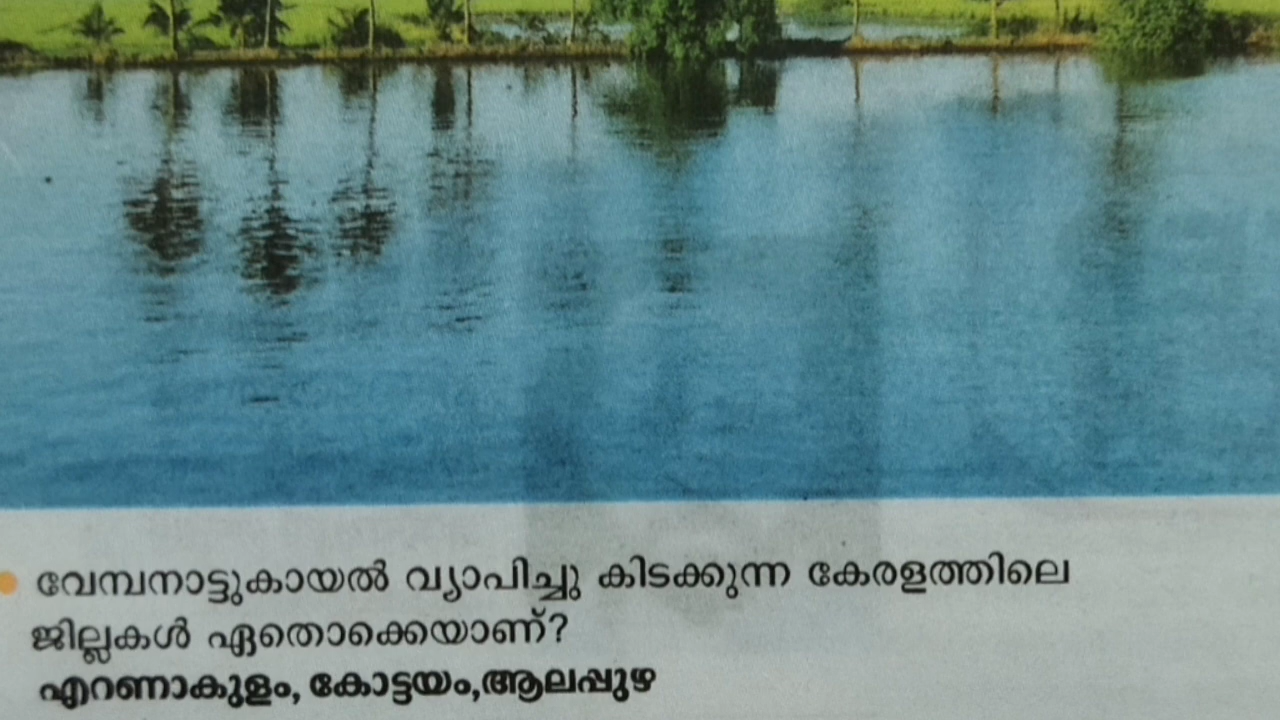 വേമ്പനാട്ടുകായൽ വ്യാപിച്ചു കിടക്കുന്ന കേരളത്തിലെ
ജില്ലകൾ ഏതൊക്കെയാണ്?
എറണാകുളം, കോട്ടയം,ആലപ്പുഴ